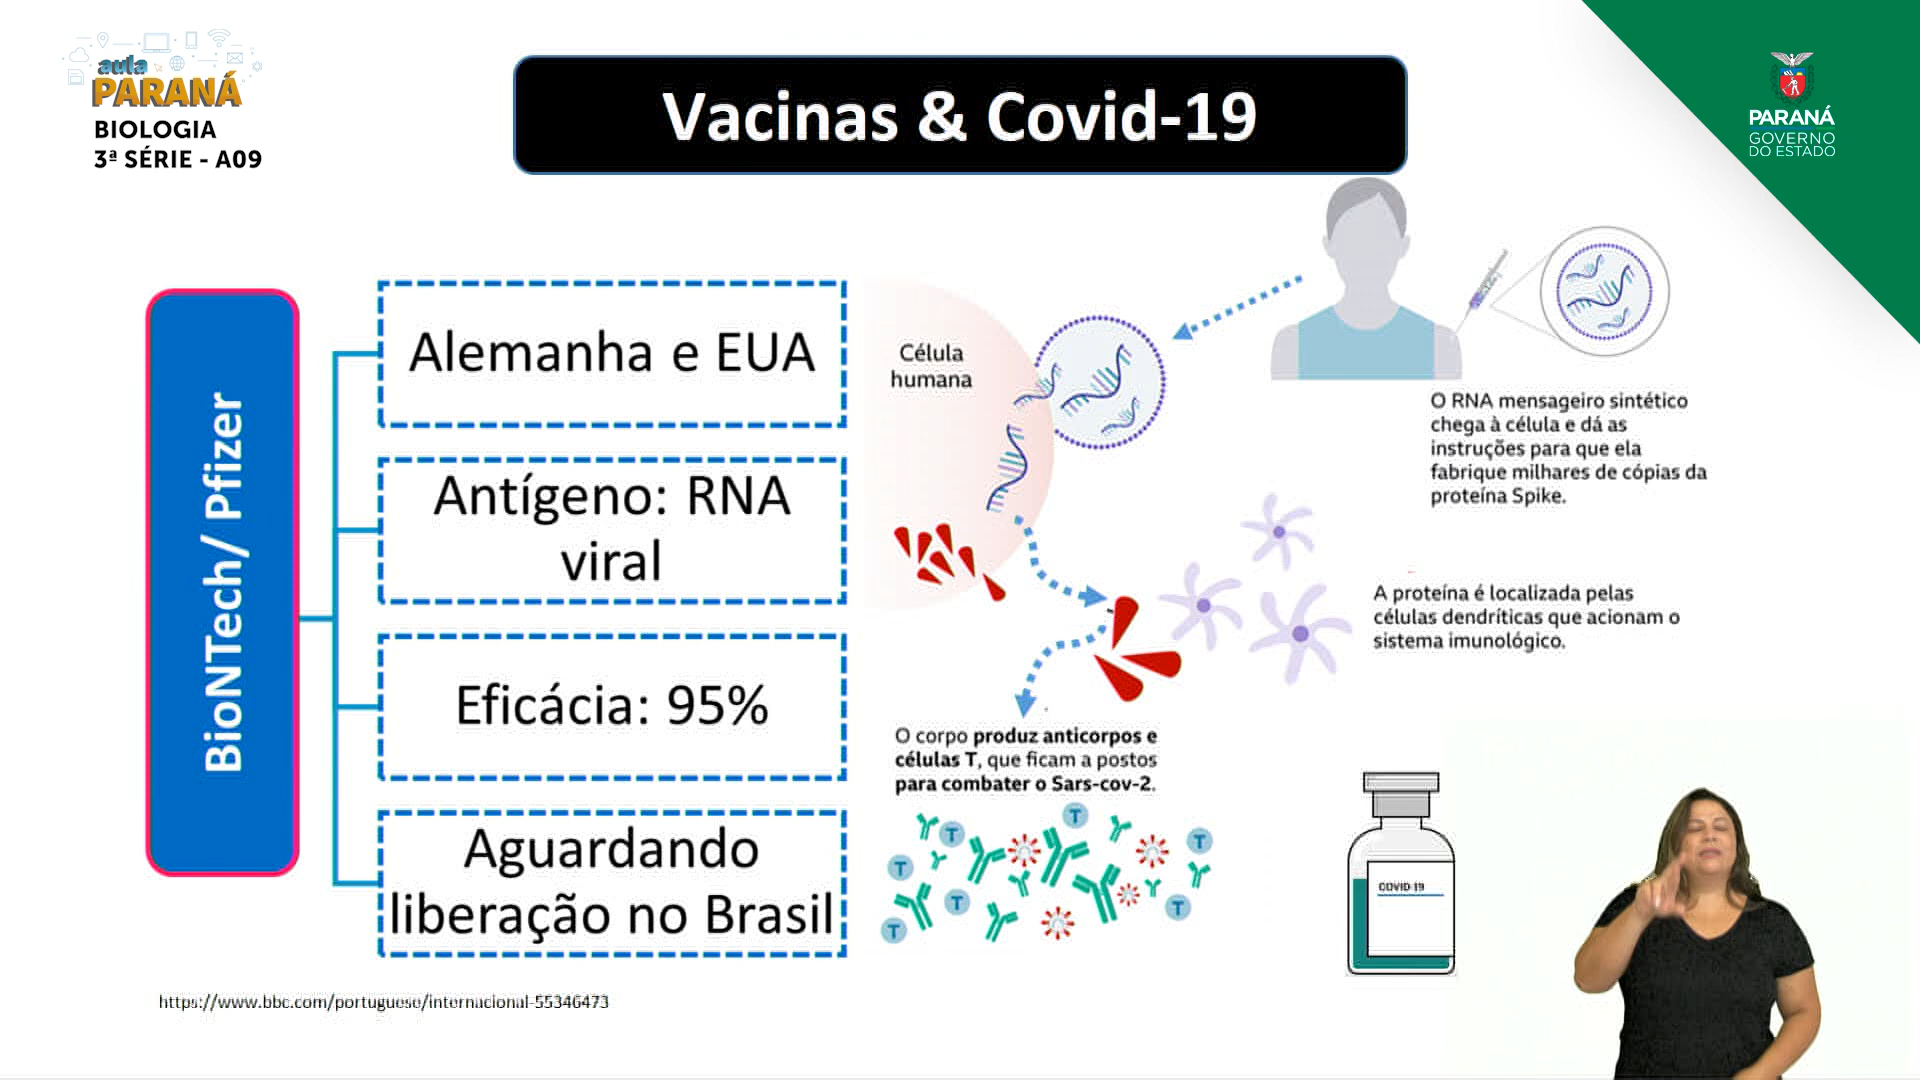 aula
PARANÁ
BIOLOGIA
3ª SÉRIE - A09
Vacinas & Covid-19
PARANÁ
GOVERNO
DO ESTADO
BioNTech/ Pfizer
Alemanha e EUA
Antígeno: RNA
viral
Eficácia: 95%
Aguardando
liberação no Brasil
Célula
humana
O RNA mensageiro sintético
chega à célula e dá as
instruções para que ela
fabrique milhares de cópias da
proteína Spike.
A proteína é localizada pelas
células dendríticas que acionam o
sistema imunológico.
O corpo produz anticorpos e
células T, que ficam a postos
para combater o Sars-cov-2.
T
T
T
T
T
T
T
COVID-19
https://www.bbc.com/portuguese/internacional-55346473